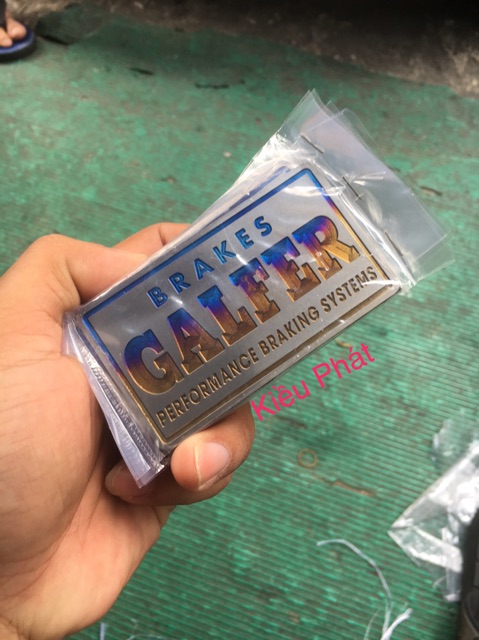 BRAKES
GALFER
PERFORMANCE BRAKING SYSTEMS
Kiều Phát